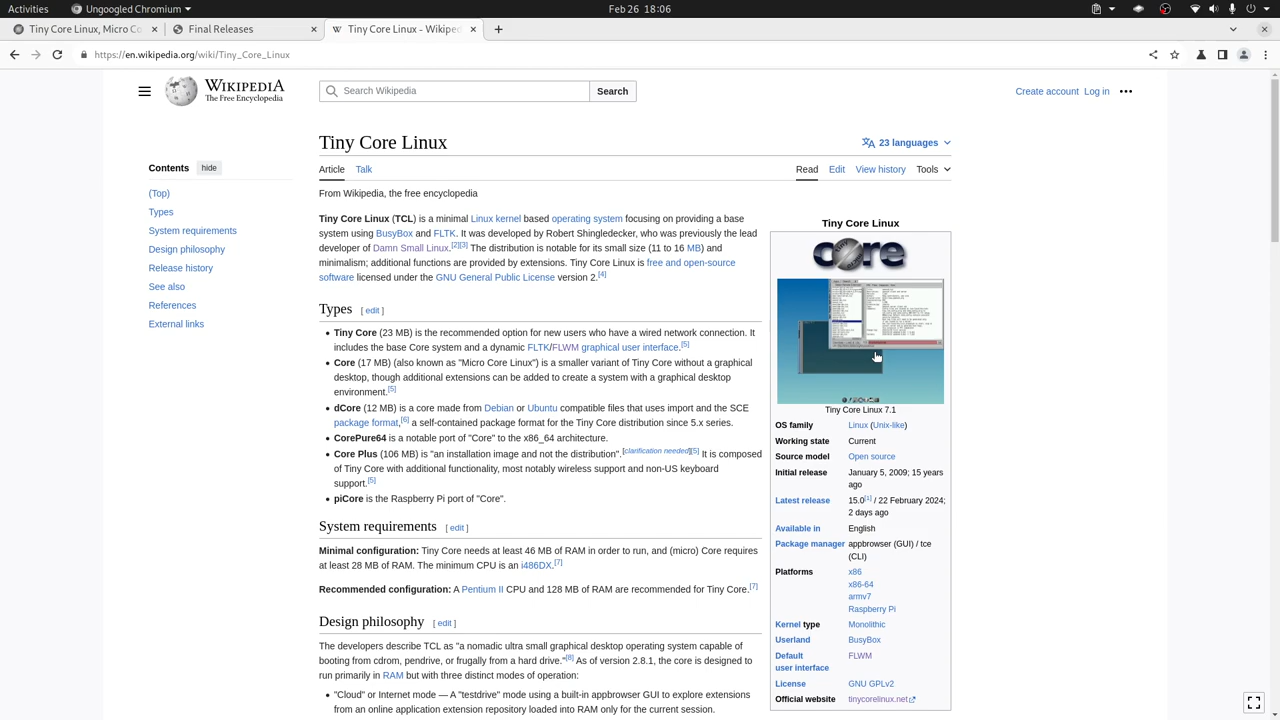 Activities Ungoogled Chromium Feb 26 18:06
Tiny Core Linux, Micro Co Final Releases Tiny Core Linux - Wikiped
https://en.wikipedia.org/wiki/Tiny_Core_Linux
WIKIPEDIA
The Free Encyclopedia
Search Wikipedia Search
Create account Log in
Tiny Core Linux
23 languages
Article Talk Read Edit View history Tools
From Wikipedia, the free encyclopedia
Contents hide
(Top)
Types
System requirements
Design philosophy
Release history
See also
References
External links
Tiny Core Linux (TCL) is a minimal Linux kernel based operating system focusing on providing a base
system using BusyBox and FLTK. It was developed by Robert Shingledecker, who was previously the lead
developer of Damn Small Linux.[2][3] The distribution is notable for its small size (11 to 16 MB) and
minimalism; additional functions are provided by extensions. Tiny Core Linux is free and open-source
software licensed under the GNU General Public License version 2.[4]
Types [ edit ]
• Tiny Core (23 MB) is the recommended option for new users who have a wired network connection. It
includes the base Core system and a dynamic FLTK/FLWM graphical user interface.[5]
• Core (17 MB) (also known as "Micro Core Linux") is a smaller variant of Tiny Core without a graphical
desktop, though additional extensions can be added to create a system with a graphical desktop
environment.[5]
• dCore (12 MB) is a core made from Debian or Ubuntu compatible files that uses import and the SCE
package format,[6] a self-contained package format for the Tiny Core distribution since 5.x series.
• CorePure64 is a notable port of "Core" to the x86_64 architecture.
• Core Plus (106 MB) is "an installation image and not the distribution".[clarification needed][5] It is composed
of Tiny Core with additional functionality, most notably wireless support and non-US keyboard
support.[5]
• piCore is the Raspberry Pi port of "Core".
System requirements [ edit ]
Minimal configuration: Tiny Core needs at least 46 MB of RAM in order to run, and (micro) Core requires
at least 28 MB of RAM. The minimum CPU is an i486DX.[7]
Recommended configuration: A Pentium II CPU and 128 MB of RAM are recommended for Tiny Core.[7]
Design philosophy [ edit ]
The developers describe TCL as "a nomadic ultra small graphical desktop operating system capable of
booting from cdrom, pendrive, or frugally from a hard drive."[8] As of version 2.8.1, the core is designed to
run primarily in RAM but with three distinct modes of operation:
• "Cloud" or Internet mode — A "testdrive" mode using a built-in appbrowser GUI to explore extensions
from an online application extension repository loaded into RAM only for the current session.
Tiny Core Linux
core
Tiny Core Linux 7.1
OS family Linux (Unix-like)
Working state Current
Source model Open source
Initial release January 5, 2009; 15 years
ago
Latest release 15.0[1] / 22 February 2024;
2 days ago
Available in English
Package manager appbrowser (GUI) / tce
(CLI)
Platforms x86
x86-64
armv7
Raspberry Pi
Kernel type Monolithic
Userland BusyBox
Default FLWM
user interface
License GNU GPLv2
Official website tinycorelinux.net